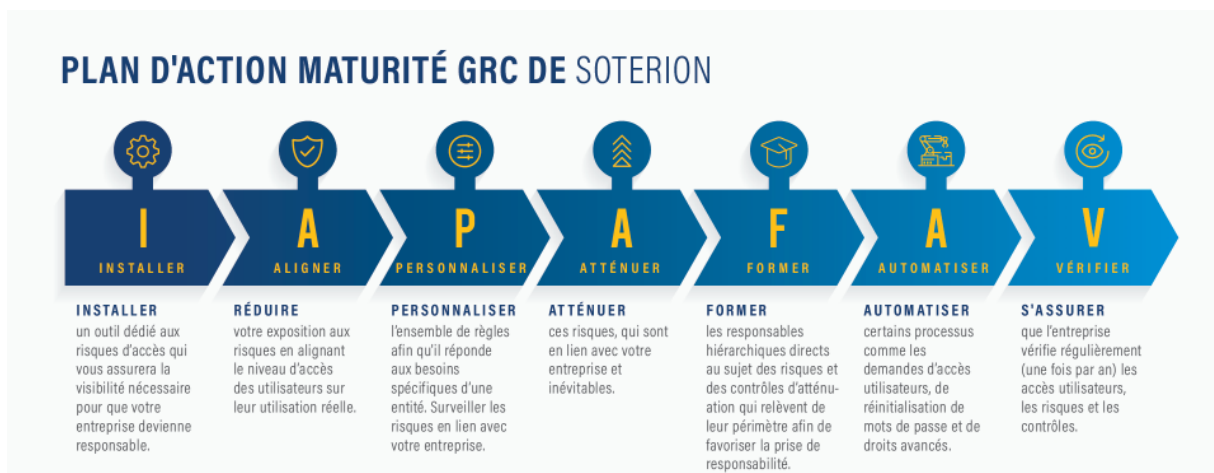 PLAN D'ACTION MATURITÉ GRC DE SOTERION
I
INSTALLER
A
ALIGNER
P
PERSONNALISER
A
ATTÉNUER
F
FORMER
A
AUTOMATISER
V
VÉRIFIER
INSTALLER
un outil dédié aux
risques d'accès qui
vous assurera la
visibilité nécessaire
pour que votre
entreprise devienne
responsable.
RÉDUIRE
votre exposition aux
risques en alignant
le niveau d'accès
des utilisateurs sur
leur utilisation réelle.
PERSONNALISER
l'ensemble de règles
afin qu'il réponde
aux besoins
spécifiques d'une
entité. Surveiller les
risques en lien avec
votre entreprise.
ATTÉNUER
ces risques, qui sont
en lien avec votre
entreprise et
inévitables.
FORMER
les responsables
hiérarchiques directs
au sujet des risques et
des contrôles d'atténu-
ation qui relèvent de
leur périmètre afin de
favoriser la prise de
responsabilité.
AUTOMATISER
certains processus
comme les
demandes d'accès
utilisateurs, de
réinitialisation de
mots de passe et de
droits avancés.
S'ASSURER
que l'entreprise
vérifie régulièrement
(une fois par an) les
accès utilisateurs,
les risques et les
contrôles.